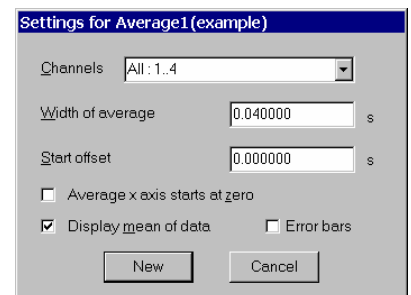 Settings for Average1(example)
Channels All : 1..4
Width of average 0.040000 s
Start offset 0.000000 s
Average x axis starts at zero
Display mean of data Error bars
New Cancel